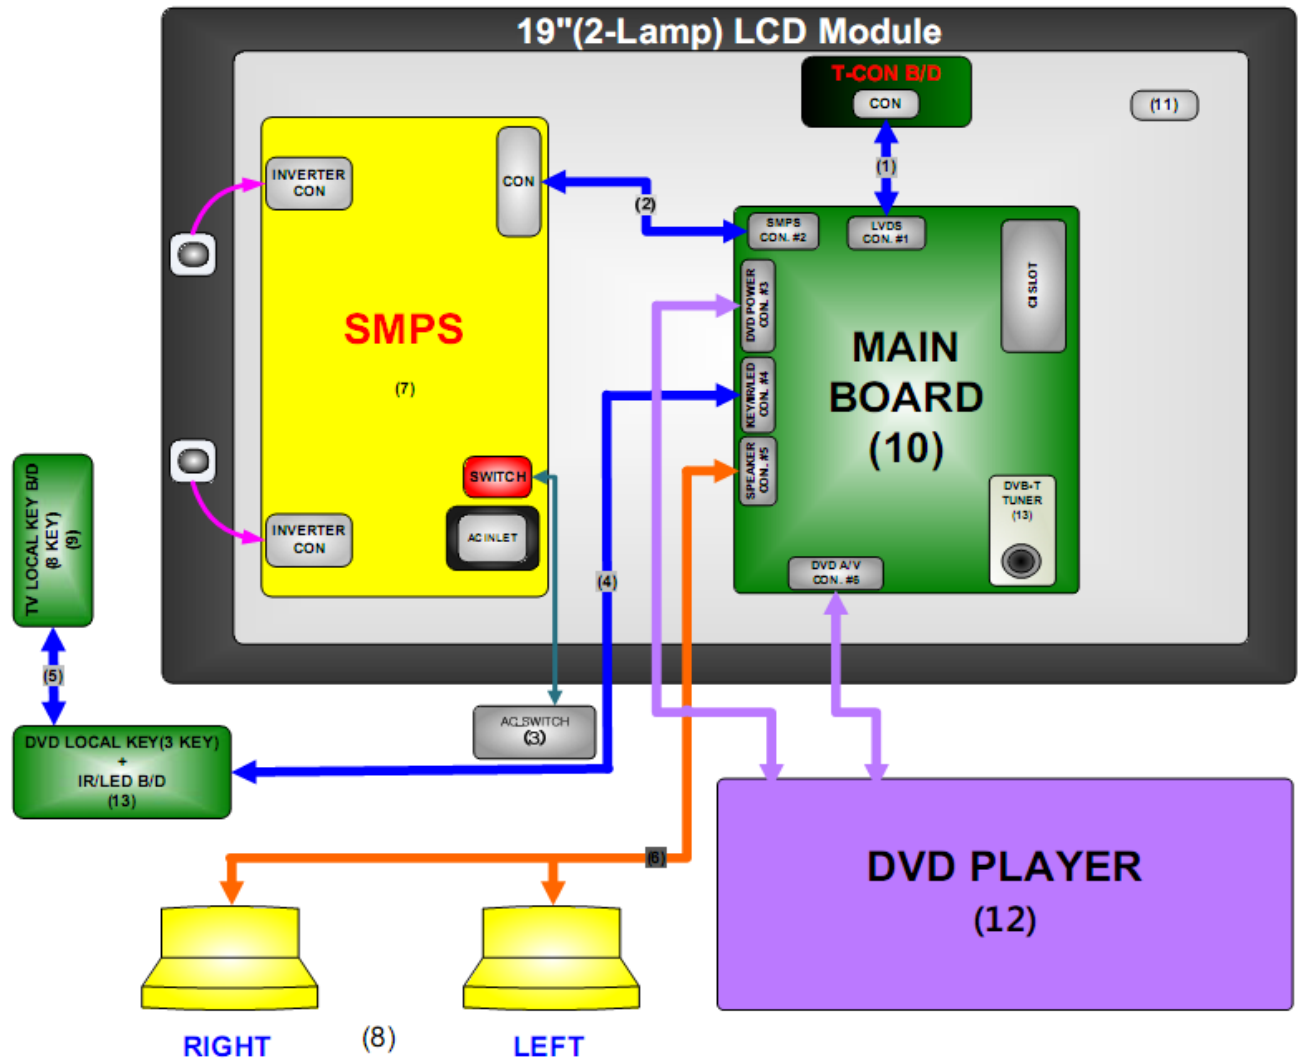 19"(2-Lamp) LCD Module
T-CON B/D
CON
(11)
(1)
INVERTER
CON
CON
(2)
SMPS
CON. #2
LVDS
CON. #1
CI SLOT
DVD POWER
CON. #3
SMPS
(7)
MAIN
BOARD
(10)
KEY/IR/LED
CON. #4
SPEAKER
CON. #5
SWITCH
AC INLET
INVERTER
CON
DVB-T
TUNER
(13)
DVD A/V
CON. #6
TV LOCAL KEY B/D
(8 KEY)
(9)
(4)
(5)
AC SWITCH
(3)
DVD LOCAL KEY(3 KEY)
+
IR/LED B/D
(13)
(6)
DVD PLAYER
(12)
RIGHT
(8)
LEFT